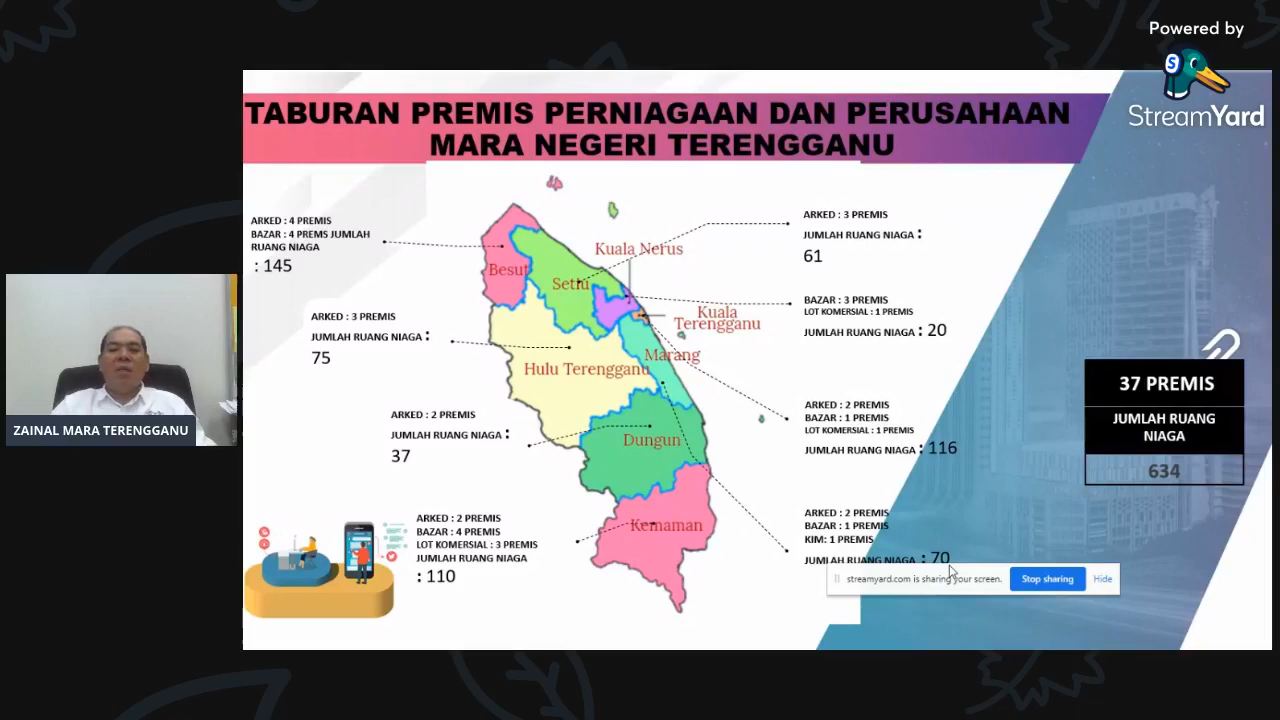 Powered by
StreamYard
TABURAN PREMIS PERNIAGAAN DAN PERUSAHAAN
MARA NEGERI TERENGGANU
ARKED : 4 PREMIS
BAZAR : 4 PREMS JUMLAH
RUANG NIAGA
: 145
ARKED : 3 PREMIS
JUMLAH RUANG NIAGA :
75
ARKED : 2 PREMIS
JUMLAH RUANG NIAGA :
37
ARKED : 2 PREMIS
BAZAR : 4 PREMIS
LOT KOMERSIAL : 3 PREMIS
JUMLAH RUANG NIAGA
: 110
Besut
Setiu
Kuala Nerus
Kuala
Terengganu
Marang
Hulu Terengganu
Dungun
Kemaman
ARKED : 3 PREMIS
JUMLAH RUANG NIAGA :
61
BAZAR : 3 PREMIS
LOT KOMERSIAL : 1 PREMIS
JUMLAH RUANG NIAGA : 20
ARKED : 2 PREMIS
BAZAR : 1 PREMIS
LOT KOMERSIAL : 1 PREMIS
JUMLAH RUANG NIAGA : 116
ARKED : 2 PREMIS
BAZAR : 1 PREMIS
KIM: 1 PREMIS
JUMLAH RUANG NIAGA : 70
37 PREMIS
JUMLAH RUANG
NIAGA
634
streamyard.com is sharing your screen.
Stop sharing
Hide
ZAINAL MARA TERENGGANU